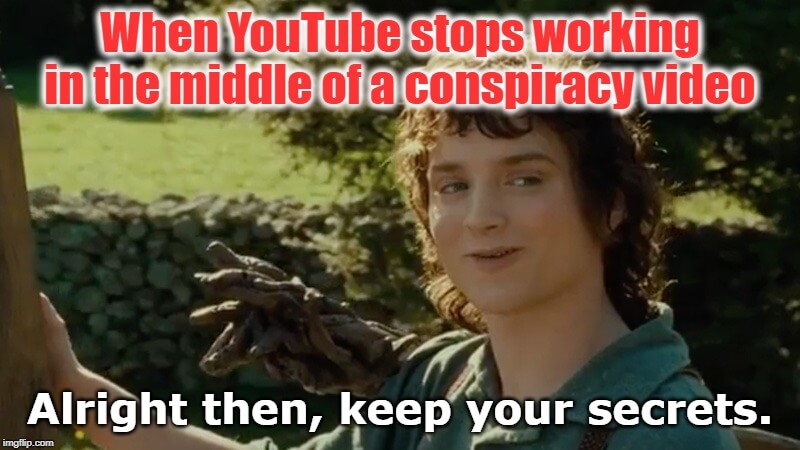 When YouTube stops working
in the middle of a conspiracy video
Alright then, keep your secrets.
imgflip.com